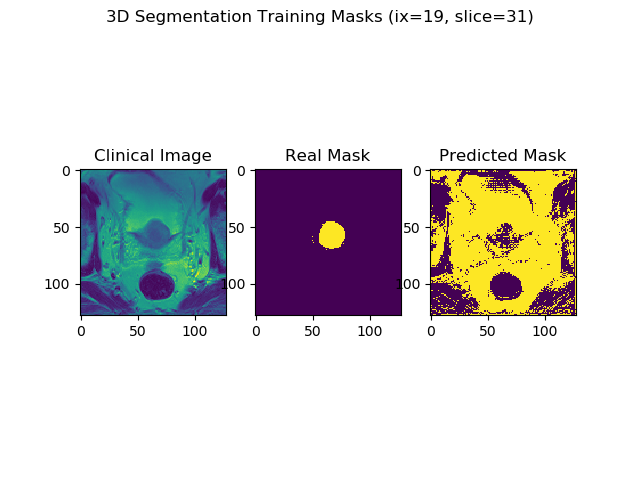 3D Segmentation Training Masks (ix=19, slice=31)
Clinical Image Real Mask Predicted Mask
0 0 0
50 50 50
100 100 100
0 50 100 0 50 100 0 50 100